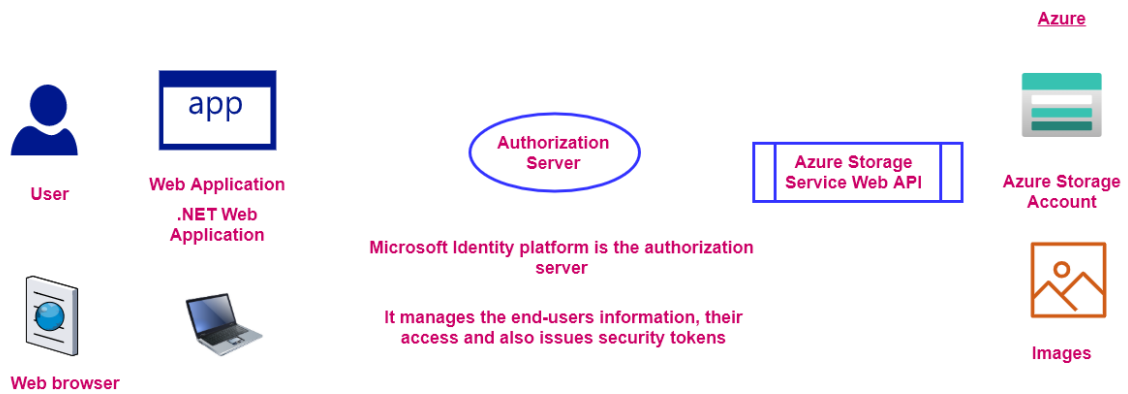 Azure
app
Authorization
Server
Azure Storage
Service Web API
User
Web Application
Azure Storage
Account
.NET Web
Application
Microsoft Identity platform is the authorization
server
It manages the end-users information, their
access and also issues security tokens
Images
Web browser